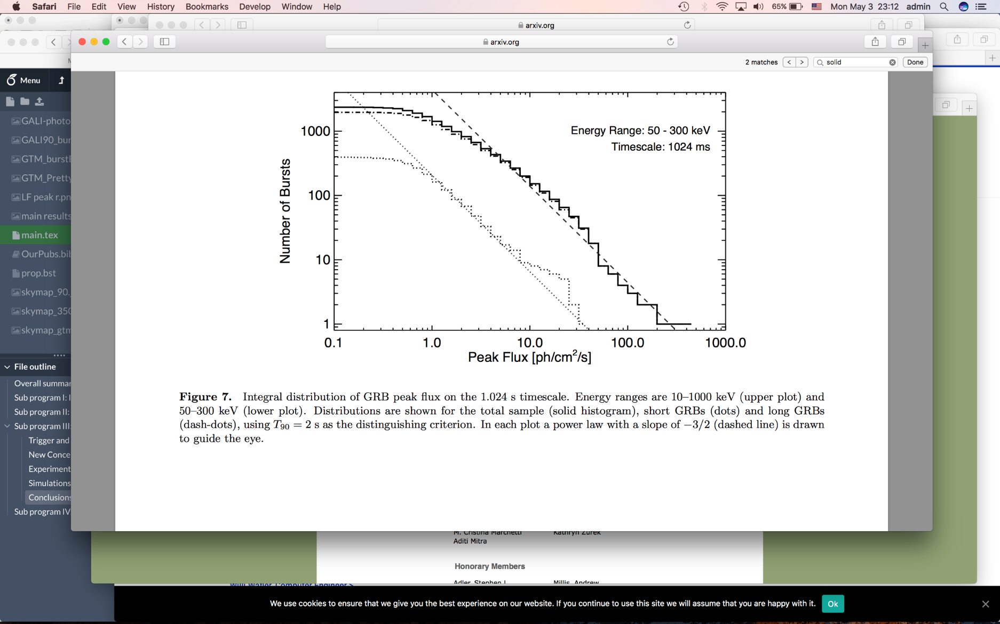 Safari File Edit View History Bookmarks Develop Window Help
65% Mon May 3 23:12 admin
arxiv.org
arxiv.org
2 matches < > solid Done
Menu
GALI-photo
GALI90_bur
GTM_burst
GTM_Pretty
LF peak r.pn
main results
main.tex
OurPubs.bib
prop.bst
skymap_90.
skymap_350
skymap_gtm
File outline
Overall summar
Sub program I: I
Sub program II:
Sub program III:
Trigger and
New Conce
Experiment
Simulations
Conclusions
Sub program IV
Number of Bursts
1000
100
10
1
Energy Range: 50 - 300 keV
Timescale: 1024 ms
0.1 1.0 10.0 100.0 1000.0
Peak Flux [ph/cm²/s]
Figure 7. Integral distribution of GRB peak flux on the 1.024 s timescale. Energy ranges are 10–1000 keV (upper plot) and
50–300 keV (lower plot). Distributions are shown for the total sample (solid histogram), short GRBs (dots) and long GRBs
(dash-dots), using T90 = 2 s as the distinguishing criterion. In each plot a power law with a slope of −3/2 (dashed line) is drawn
to guide the eye.
M. Cristina Marchetti Kathryn Zurek
Aditi Mitra
Honorary Members
Adler, Stephen L Millis, Andrew
Computer Engineer >
We use cookies to ensure that we give you the best experience on our website. If you continue to use this site we will assume that you are happy with it. Ok